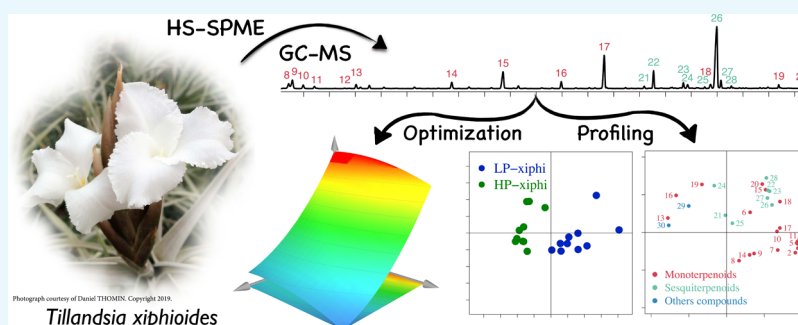 HS-SPME
GC-MS
8 9 10 11 12 13 14 15 16 17 21 22 23 24 25 18 26 27 28 19
Optimization
Profiling
LP-xiphi
HP-xiphi
19 24 16 29 13 30 21 25
28 20 22 15 23 27 26 18 6 17 10 11 5 7 2 14 9 8
Monoterpenoids
Sesquiterpenoids
Others compounds
Photograph courtesy of Daniel THOMIN. Copyright 2019.
Tillandsia xiphioides